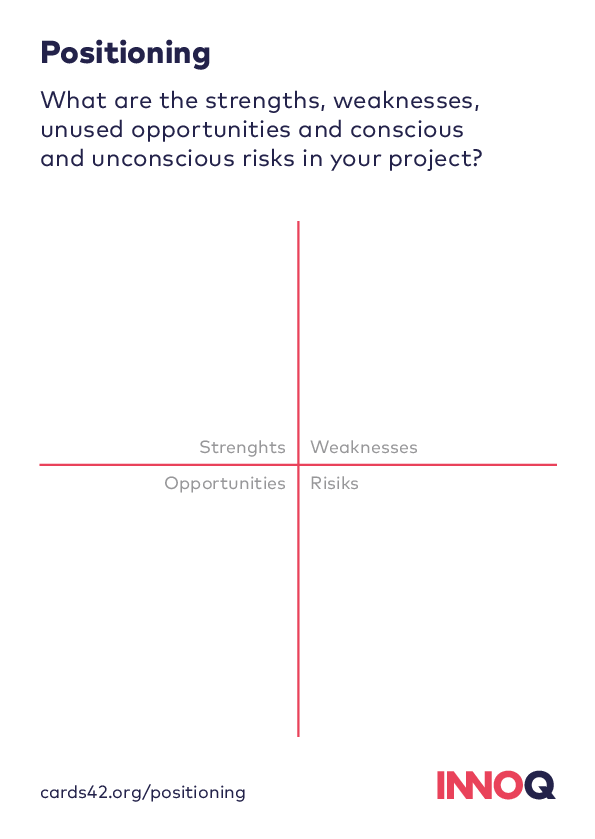 Positioning
What are the strengths, weaknesses,
unused opportunities and conscious
and unconscious risks in your project?
Strenghts
Weaknesses
Opportunities
Risiks
cards42.org/positioning
INNOQ